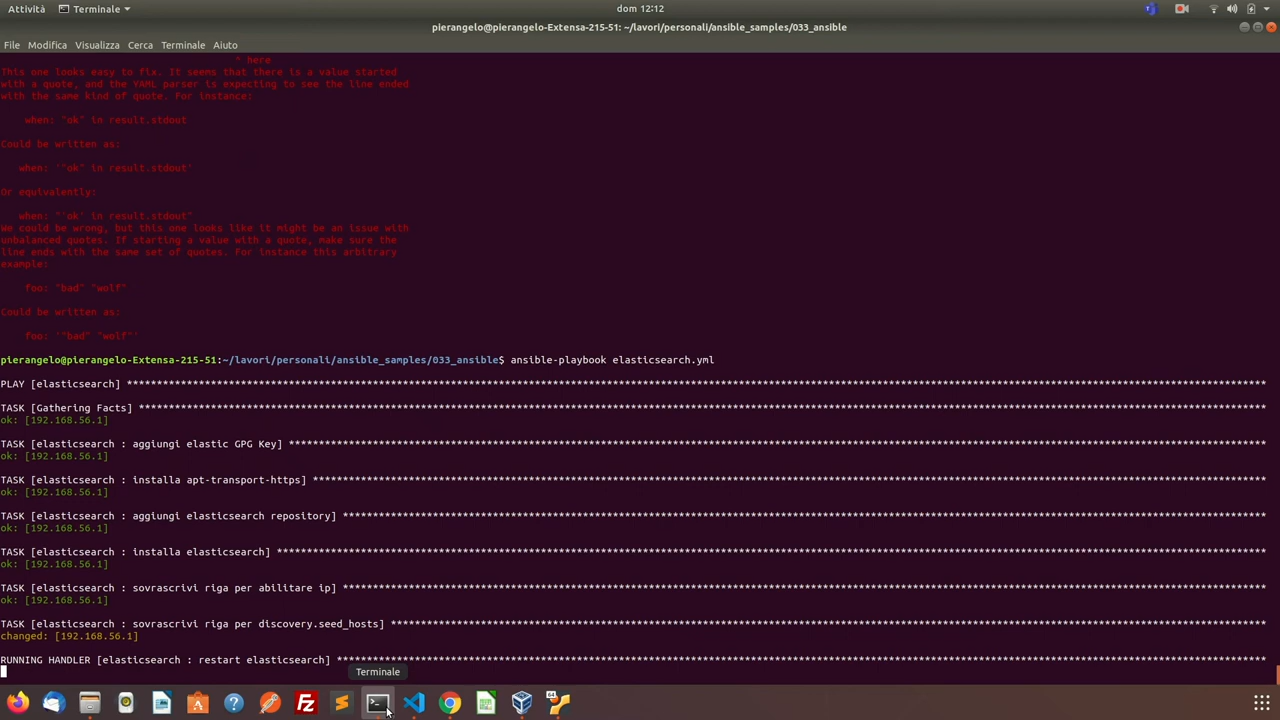 Attività
Terminale
dom 12:12
pierangelo@pierangelo-Extensa-215-51: ~/lavori/personali/ansible_samples/033_ansible
File Modifica Visualizza Cerca Terminale Aiuto
^ here
This one looks easy to fix. It seems that there is a value started
with a quote, and the YAML parser is expecting to see the line ended
with the same kind of quote. For instance:
when: "ok" in result.stdout
Could be written as:
when: '"ok" in result.stdout'
Or equivalently:
when: "'ok' in result.stdout"
We could be wrong, but this one looks like it might be an issue with
unbalanced quotes. If starting a value with a quote, make sure the
line ends with the same set of quotes. For instance this arbitrary
example:
foo: "bad" "wolf"
Could be written as:
foo: '"bad" "wolf"'
pierangelo@pierangelo-Extensa-215-51:~/lavori/personali/ansible_samples/033_ansible$ ansible-playbook elasticsearch.yml
PLAY [elasticsearch] ****
TASK [Gathering Facts] ****
ok: [192.168.56.1]
TASK [elasticsearch : aggiungi elastic GPG Key] ****
ok: [192.168.56.1]
TASK [elasticsearch : installa apt-transport-https] ****
ok: [192.168.56.1]
TASK [elasticsearch : aggiungi elasticsearch repository] ****
ok: [192.168.56.1]
TASK [elasticsearch : installa elasticsearch] ****
ok: [192.168.56.1]
TASK [elasticsearch : sovrascrivi riga per abilitare ip] ****
ok: [192.168.56.1]
TASK [elasticsearch : sovrascrivi riga per discovery.seed_hosts] ****
changed: [192.168.56.1]
RUNNING HANDLER [elasticsearch : restart elasticsearch] ****
Terminale